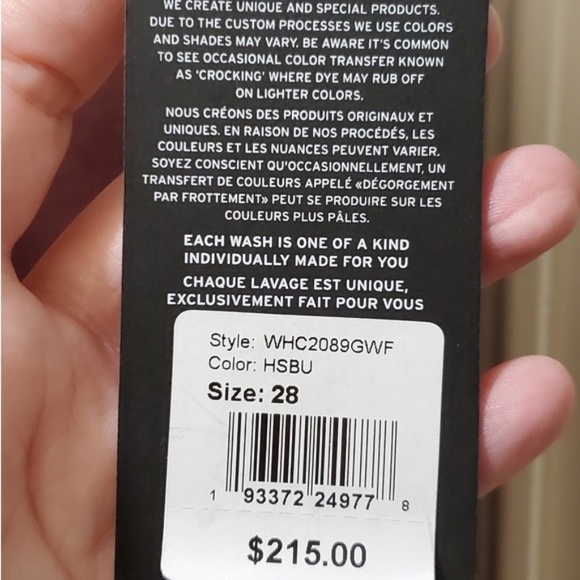 WE CREATE UNIQUE AND SPECIAL PRODUCTS.
DUE TO THE CUSTOM PROCESSES WE USE COLORS
AND SHADES MAY VARY. BE AWARE IT'S COMMON
TO SEE OCCASIONAL COLOR TRANSFER KNOWN
AS 'CROCKING' WHERE DYE MAY RUB OFF
ON LIGHTER COLORS.
NOUS CRÉONS DES PRODUITS ORIGINAUX ET
UNIQUES. EN RAISON DE NOS PROCÉDÉS, LES
COULEURS ET LES NUANCES PEUVENT VARIER.
SOYEZ CONSCIENT QU'OCCASIONNELLEMENT, UN
TRANSFERT DE COULEURS APPELÉ «DÉGORGEMENT
PAR FROTTEMENT» PEUT SE PRODUIRE SUR LES
COULEURS PLUS PÂLES.
EACH WASH IS ONE OF A KIND
INDIVIDUALLY MADE FOR YOU
CHAQUE LAVAGE EST UNIQUE,
EXCLUSIVEMENT FAIT POUR VOUS
Style: WHC2089GWF
Color: HSBU
Size: 28
1 93372 24977 8
$215.00